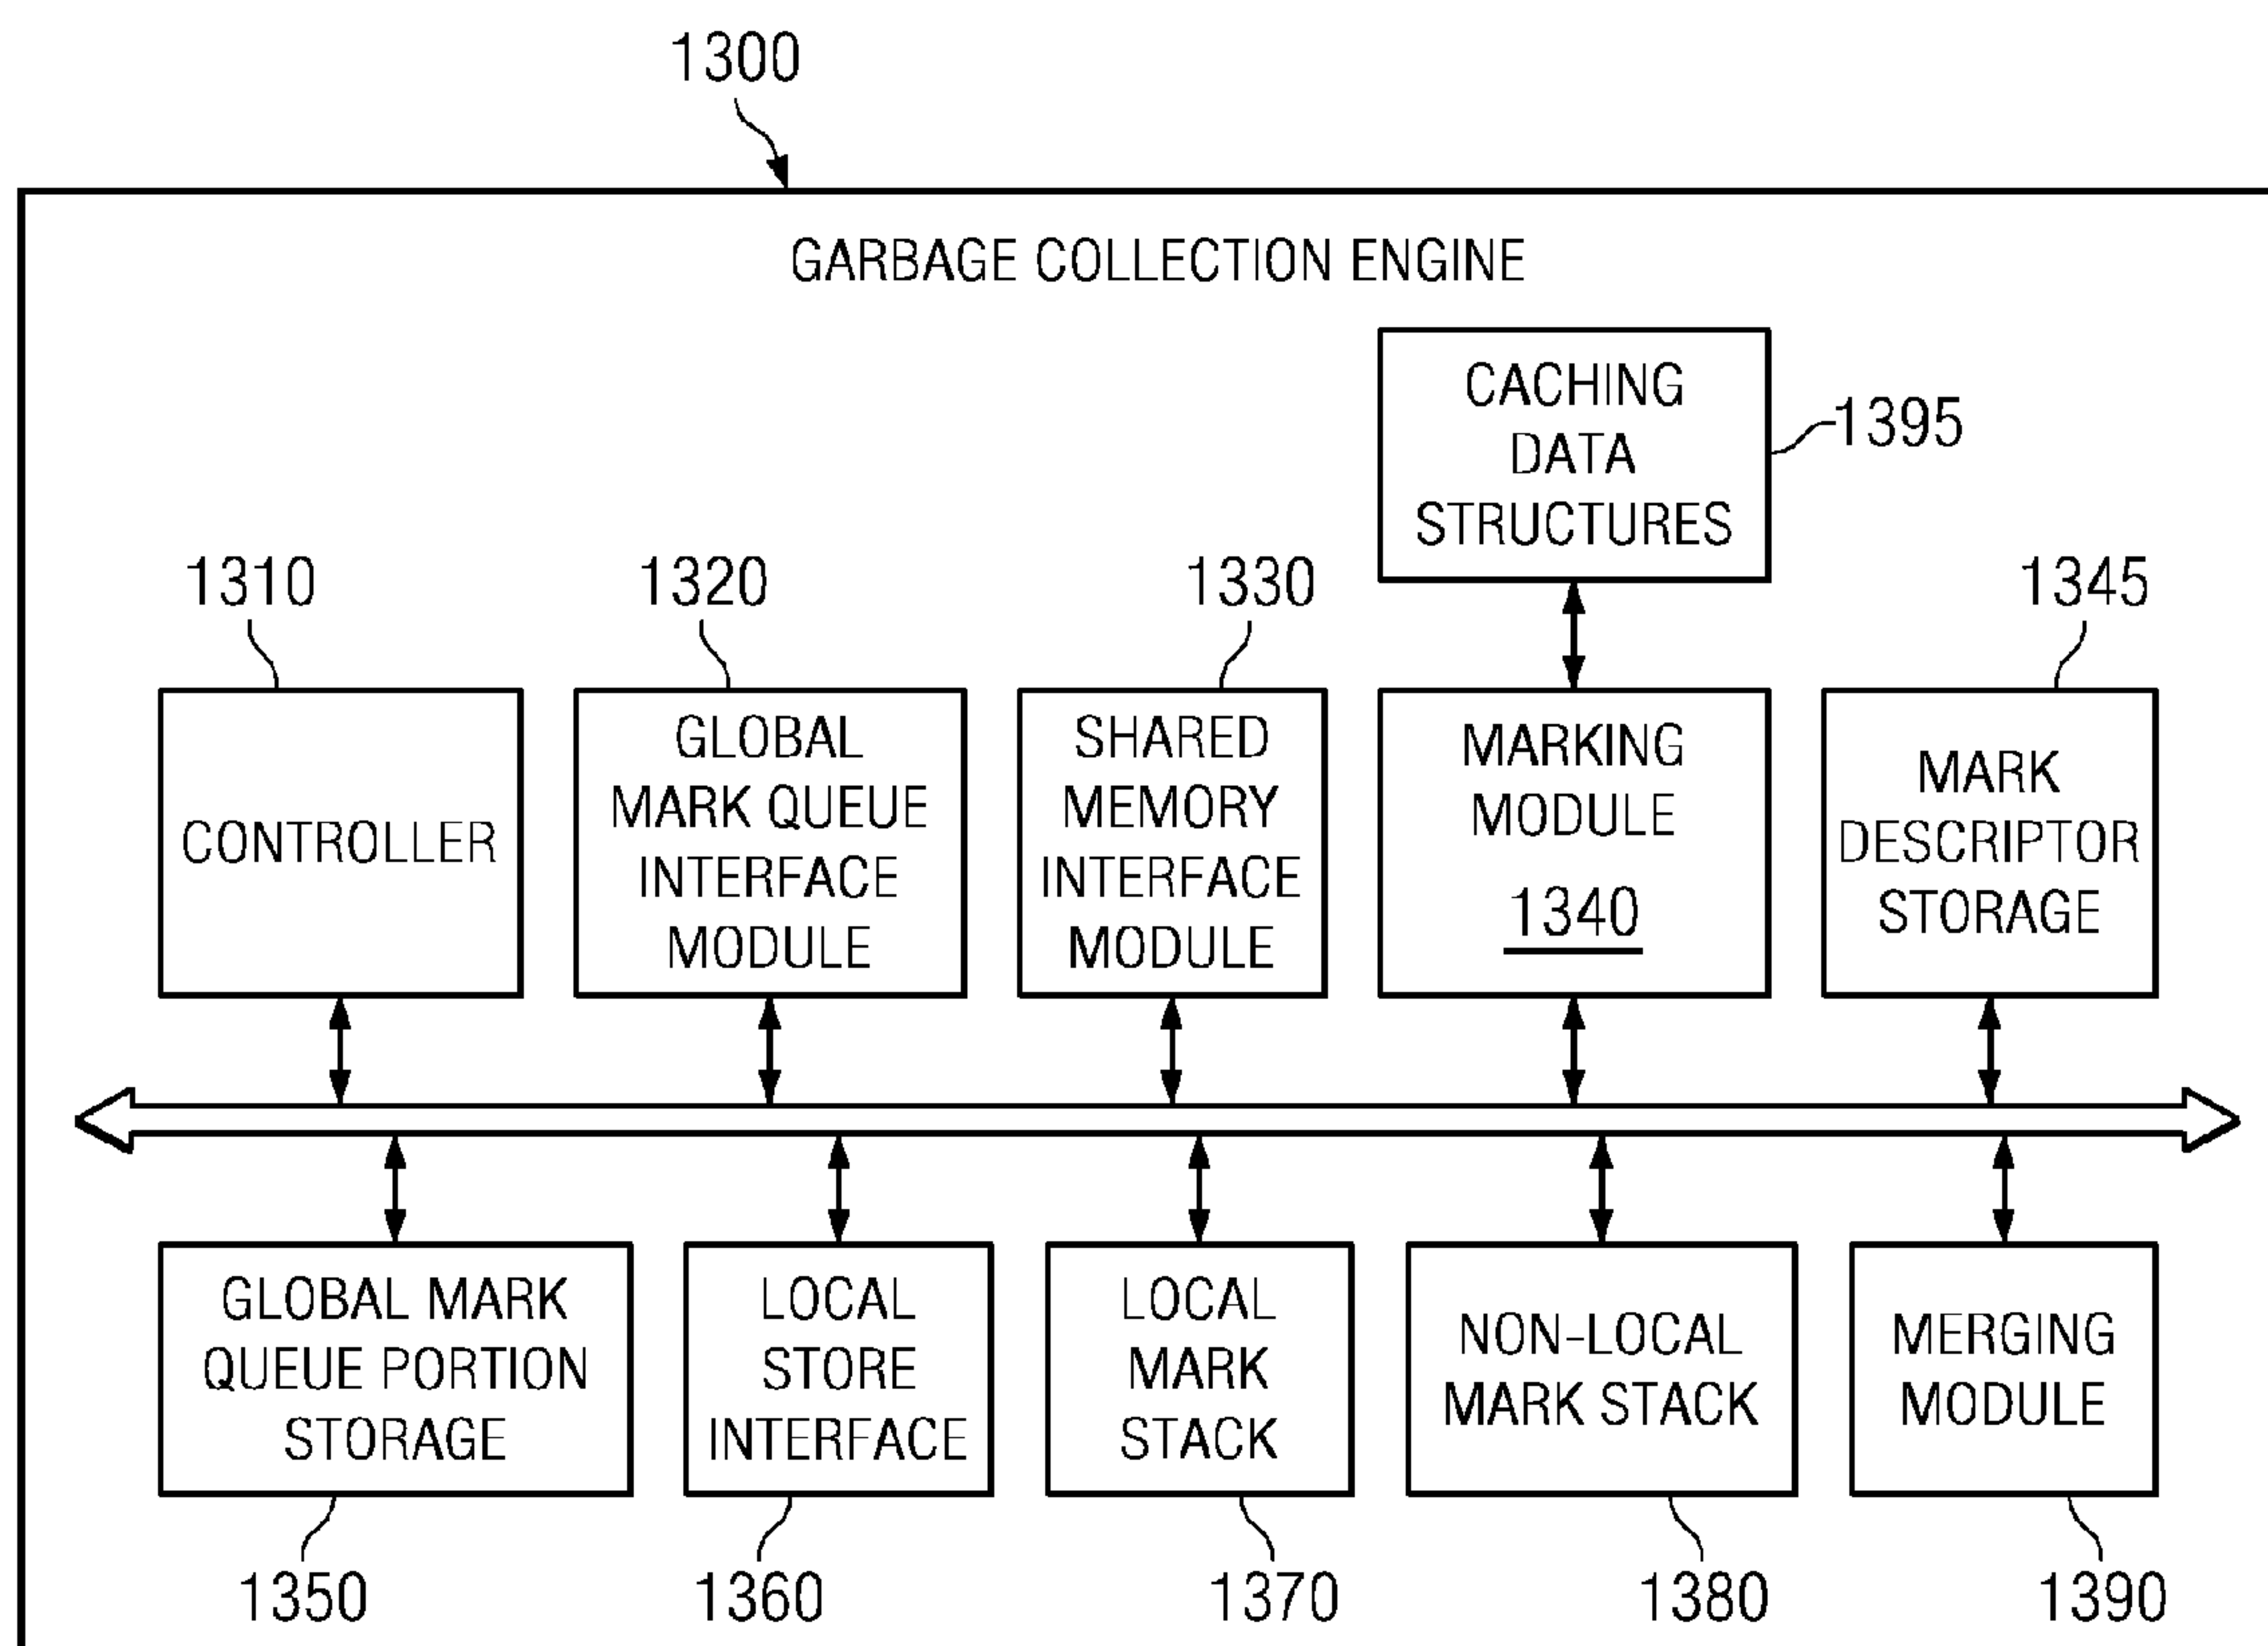 1300
GARBAGE COLLECTION ENGINE
CACHING
DATA
STRUCTURES
1395
1310
1320
1330
1345
CONTROLLER
GLOBAL
MARK QUEUE
INTERFACE
MODULE
SHARED
MEMORY
INTERFACE
MODULE
MARKING
MODULE
1340
MARK
DESCRIPTOR
STORAGE
GLOBAL MARK
QUEUE PORTION
STORAGE
LOCAL
STORE
INTERFACE
LOCAL
MARK
STACK
NON-LOCAL
MARK STACK
MERGING
MODULE
1350
1360
1370
1380
1390